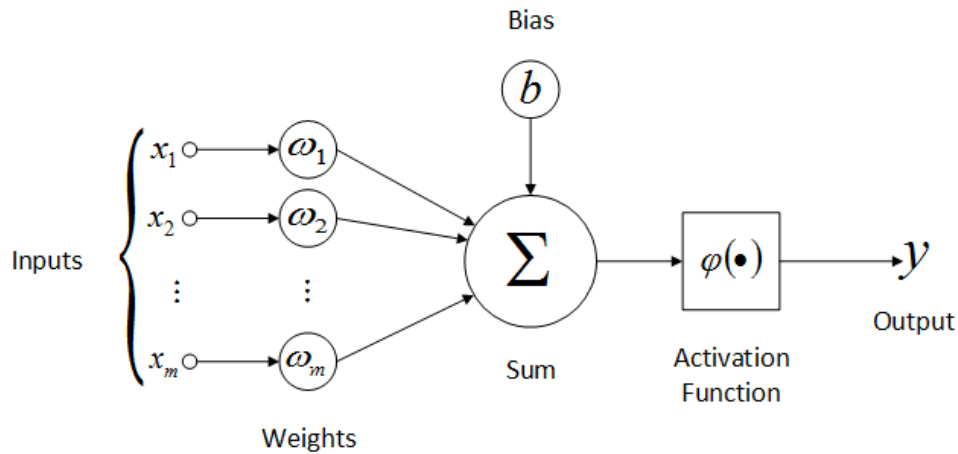 Bias
b
x₁ ω₁
x₂ ω₂
Inputs
⋮ ⋮
Σ
φ(•)
y
Output
xₘ ωₘ
Sum
Activation
Function
Weights